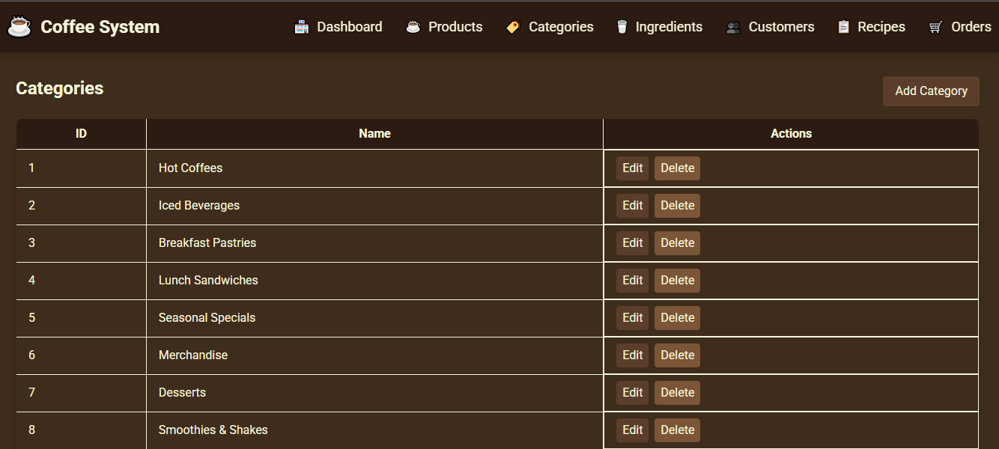 Coffee System Dashboard Products Categories Ingredients Customers Recipes Orders
Categories Add Category
ID Name Actions
1 Hot Coffees Edit Delete
2 Iced Beverages Edit Delete
3 Breakfast Pastries Edit Delete
4 Lunch Sandwiches Edit Delete
5 Seasonal Specials Edit Delete
6 Merchandise Edit Delete
7 Desserts Edit Delete
8 Smoothies & Shakes Edit Delete